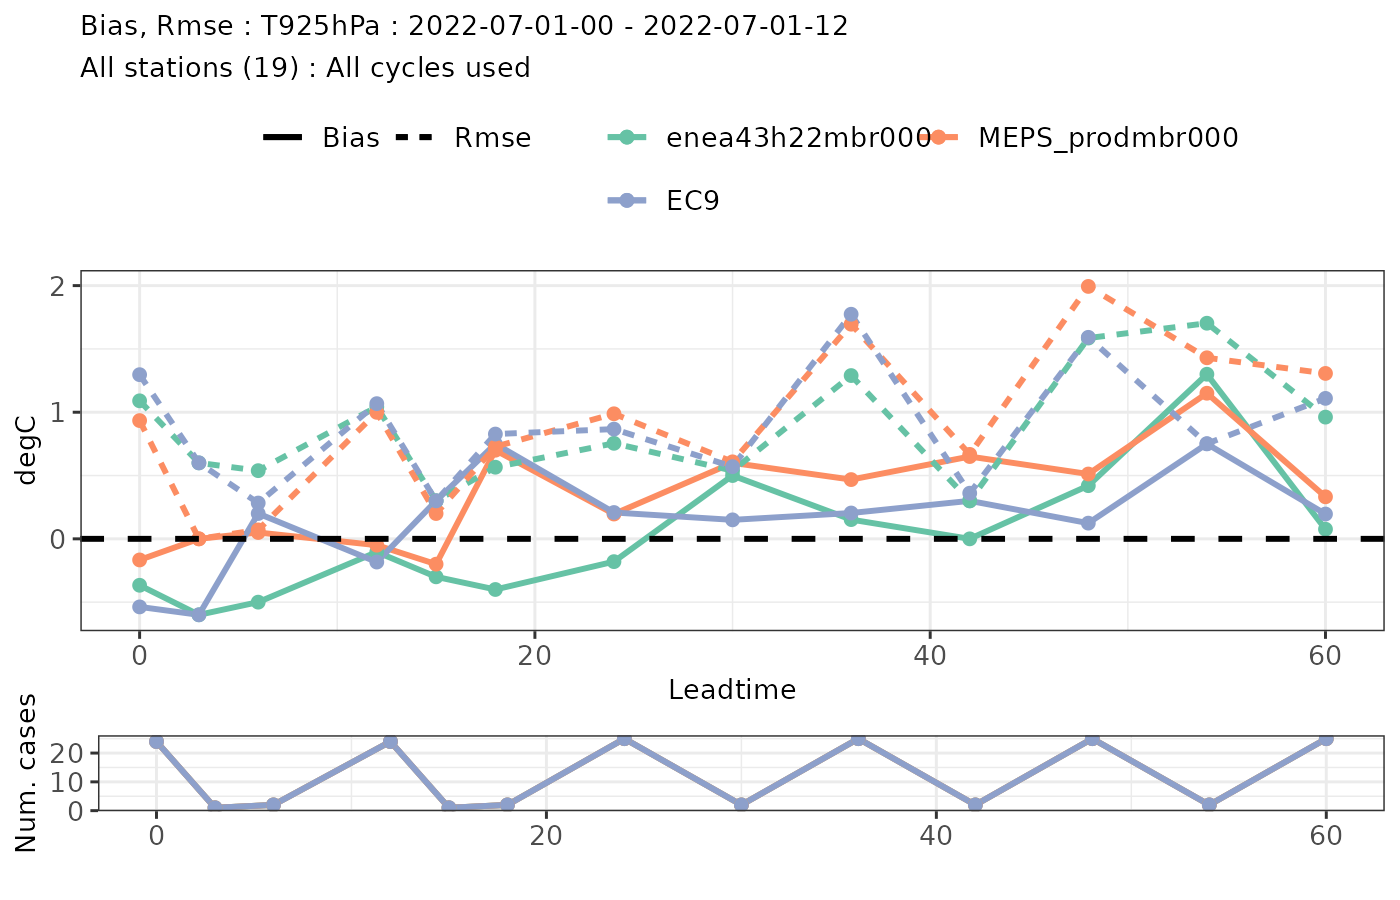 Bias, Rmse : T925hPa : 2022-07-01-00 - 2022-07-01-12
All stations (19) : All cycles used
Bias Rmse enea43h22mbr000 MEPS_prodmbr000
EC9
degC
2
1
0
0 20 40 60
Leadtime
Num. cases
20
10
0
0 20 40 60